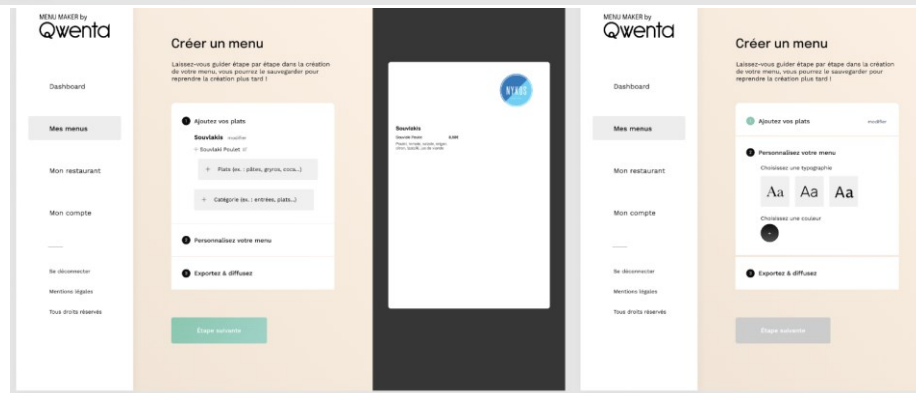 MENU MAKER by
Qwenta
Dashboard
Mes menus
Mon restaurant
Mon compte
Se déconnecter
Mentions légales
Tous droits réservés
Créer un menu
Laissez-vous guider étape par étape dans la création
de votre menu, vous pourrez le sauvegarder pour
reprendre la création plus tard !
Ajoutez vos plats
Souvlakis modifier
Souvlaki Poulet
+ Plats (ex. : pâtes, gyros, coca...)
+ Catégorie (ex. : entrées, plats...)
Personnalisez votre menu
Exportez & diffusez
Étape suivante
NYXOS
Souvlakis
Souvlaki Poulet
MENU MAKER by
Qwenta
Dashboard
Mes menus
Mon restaurant
Mon compte
Se déconnecter
Mentions légales
Tous droits réservés
Créer un menu
Laissez-vous guider étape par étape dans la création
de votre menu, vous pourrez le sauvegarder pour
reprendre la création plus tard !
1 Ajoutez vos plats modifier
2 Personnalisez votre menu
Choisissez une typographie
Aa Aa Aa
Choisissez une couleur
3 Exportez & diffusez
Étape suivante